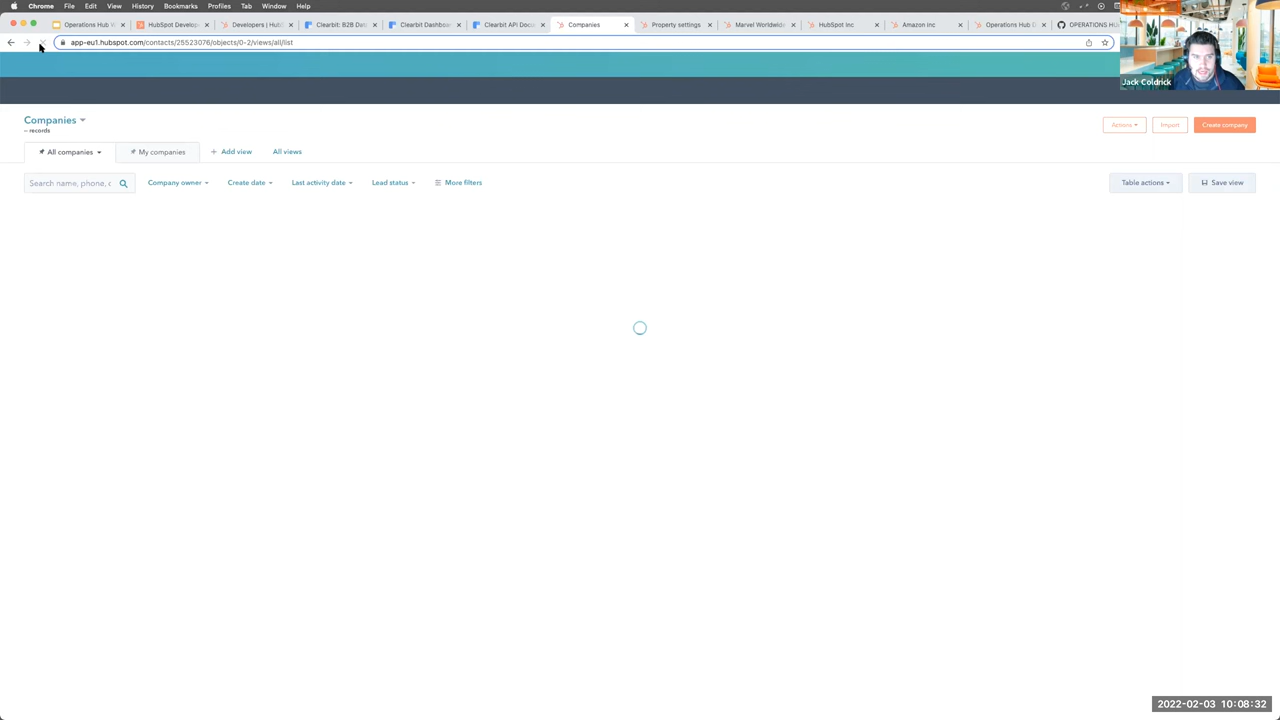 Chrome File Edit View History Bookmarks Profiles Tab Window Help
Operations Hub W HubSpot Develop Developers | HubS Clearbit: B2B Data Clearbit Dashboa Clearbit API Docs Companies Property settings Marvel Worldwide HubSpot Inc Amazon Inc Operations Hub D OPERATIONS HU
app-eu1.hubspot.com/contacts/25523076/objects/0-2/views/all/list
Jack Coldrick
Companies
-- records
Actions Import Create company
All companies My companies + Add view All views
Search name, phone, c Company owner Create date Last activity date Lead status More filters Table actions Save view
2022-02-03 10:08:32